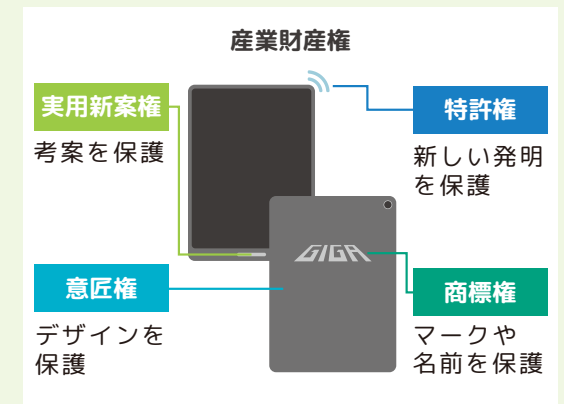 産業財産権
実用新案権
考案を保護
特許権
新しい発明
を保護
GIGA
意匠権
デザインを
保護
商標権
マークや
名前を保護